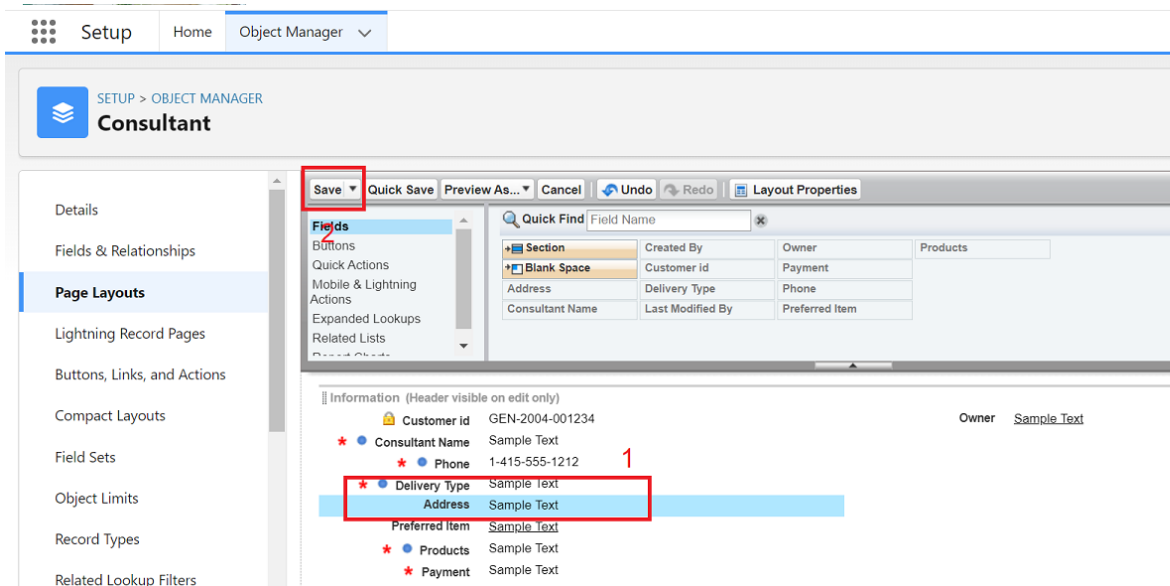 Setup Home Object Manager
SETUP > OBJECT MANAGER
Consultant
Details
Fields & Relationships
Page Layouts
Lightning Record Pages
Buttons, Links, and Actions
Compact Layouts
Field Sets
Object Limits
Record Types
Related Lookup Filters
Save Quick Save Preview As... Cancel Undo Redo Layout Properties
2
Fields
Buttons
Quick Actions
Mobile & Lightning
Actions
Expanded Lookups
Related Lists
Report Charts
Quick Find Field Name
Section Created By Owner Products
Blank Space Customer id Payment
Address Delivery Type Phone
Consultant Name Last Modified By Preferred Item
Information (Header visible on edit only)
Customer id GEN-2004-001234 Owner Sample Text
* Consultant Name Sample Text
* Phone 1-415-555-1212
1
* Delivery Type Sample Text
Address Sample Text
Preferred Item Sample Text
* Products Sample Text
* Payment Sample Text